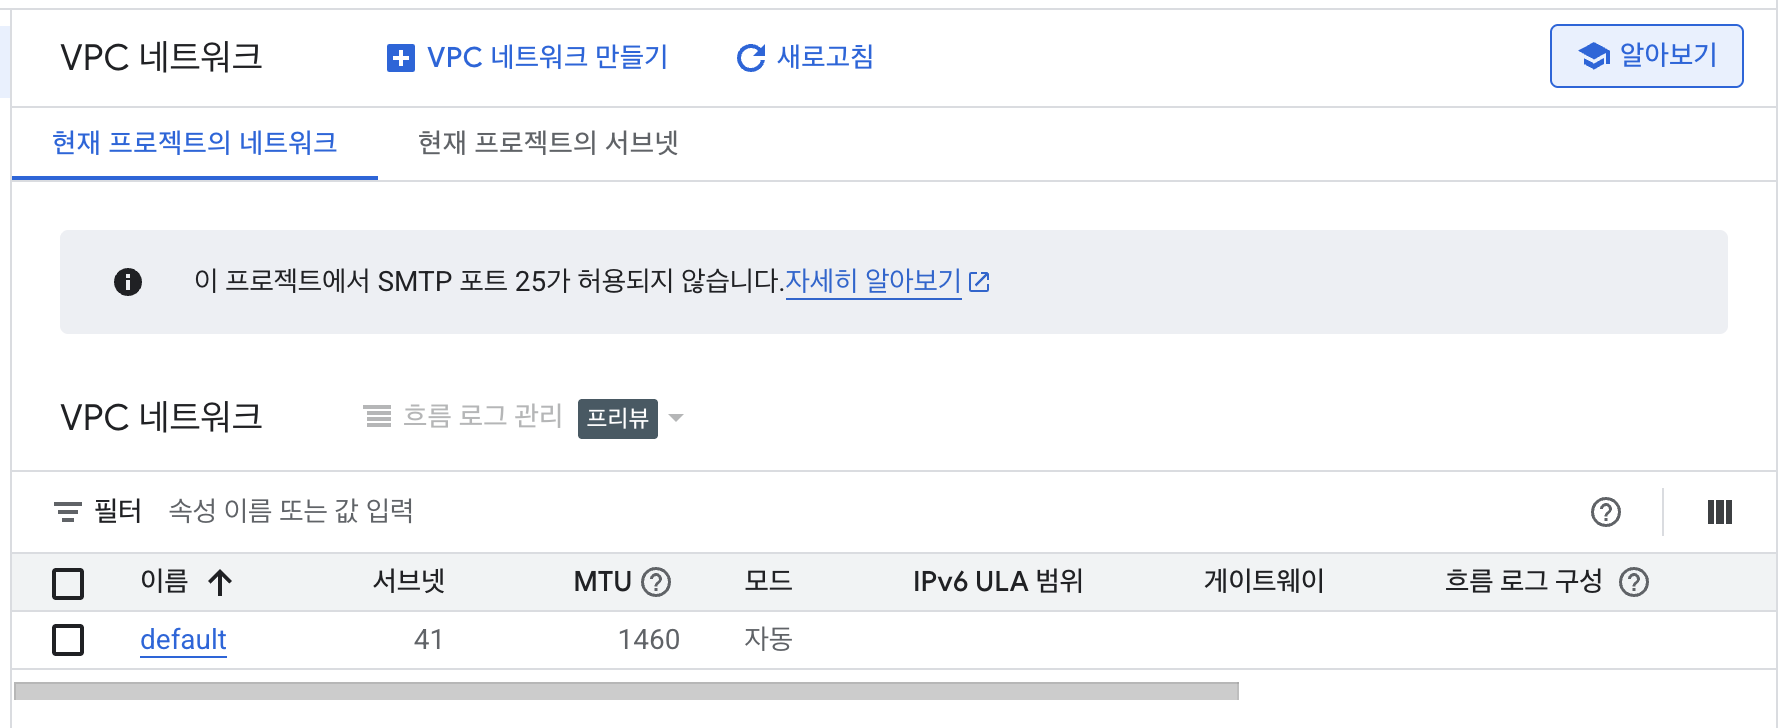 VPC 네트워크 VPC 네트워크 만들기 새로고침 알아보기
현재 프로젝트의 네트워크 현재 프로젝트의 서브넷
이 프로젝트에서 SMTP 포트 25가 허용되지 않습니다.자세히 알아보기
VPC 네트워크 흐름 로그 관리 프리뷰
필터 속성 이름 또는 값 입력
이름 서브넷 MTU 모드 IPv6 ULA 범위 게이트웨이 흐름 로그 구성
default 41 1460 자동